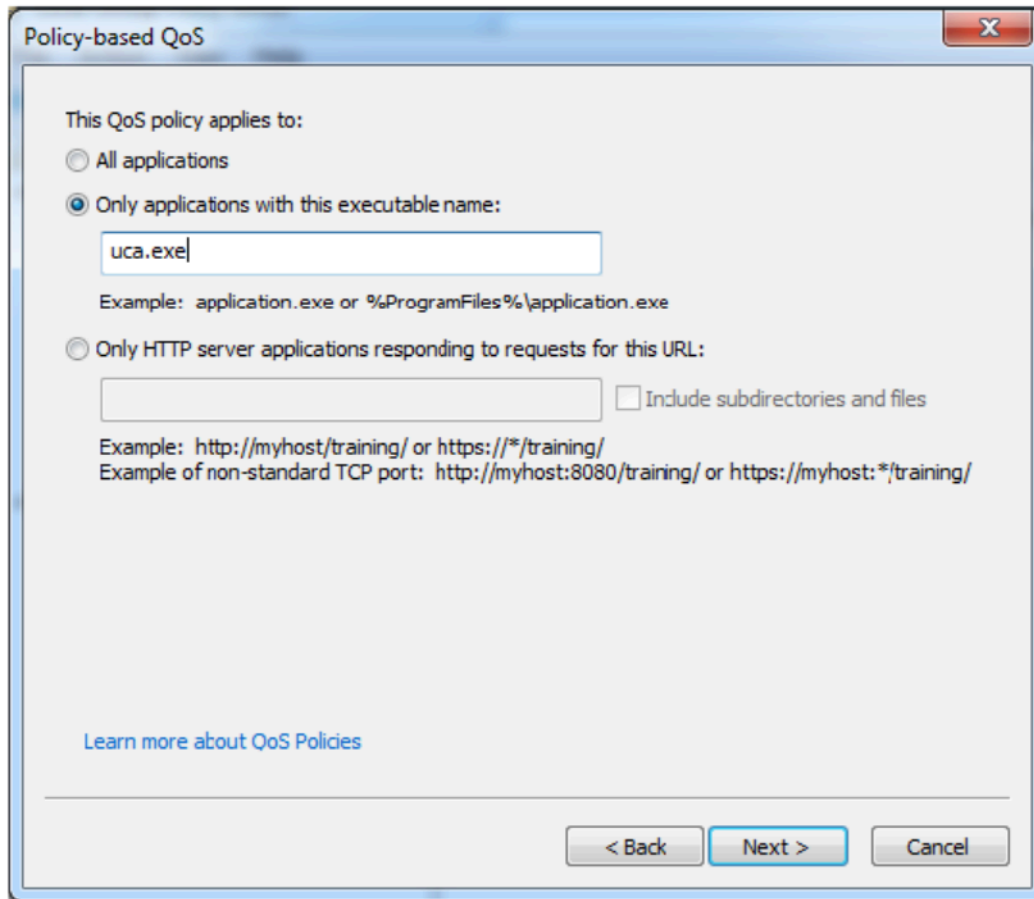 Policy-based QoS
This QoS policy applies to:
All applications
Only applications with this executable name:
uca.exe
Example: application.exe or %ProgramFiles%\application.exe
Only HTTP server applications responding to requests for this URL:
Include subdirectories and files
Example: http://myhost/training/ or https://*/training/
Example of non-standard TCP port: http://myhost:8080/training/ or https://myhost:*/training/
Learn more about QoS Policies
< Back
Next >
Cancel